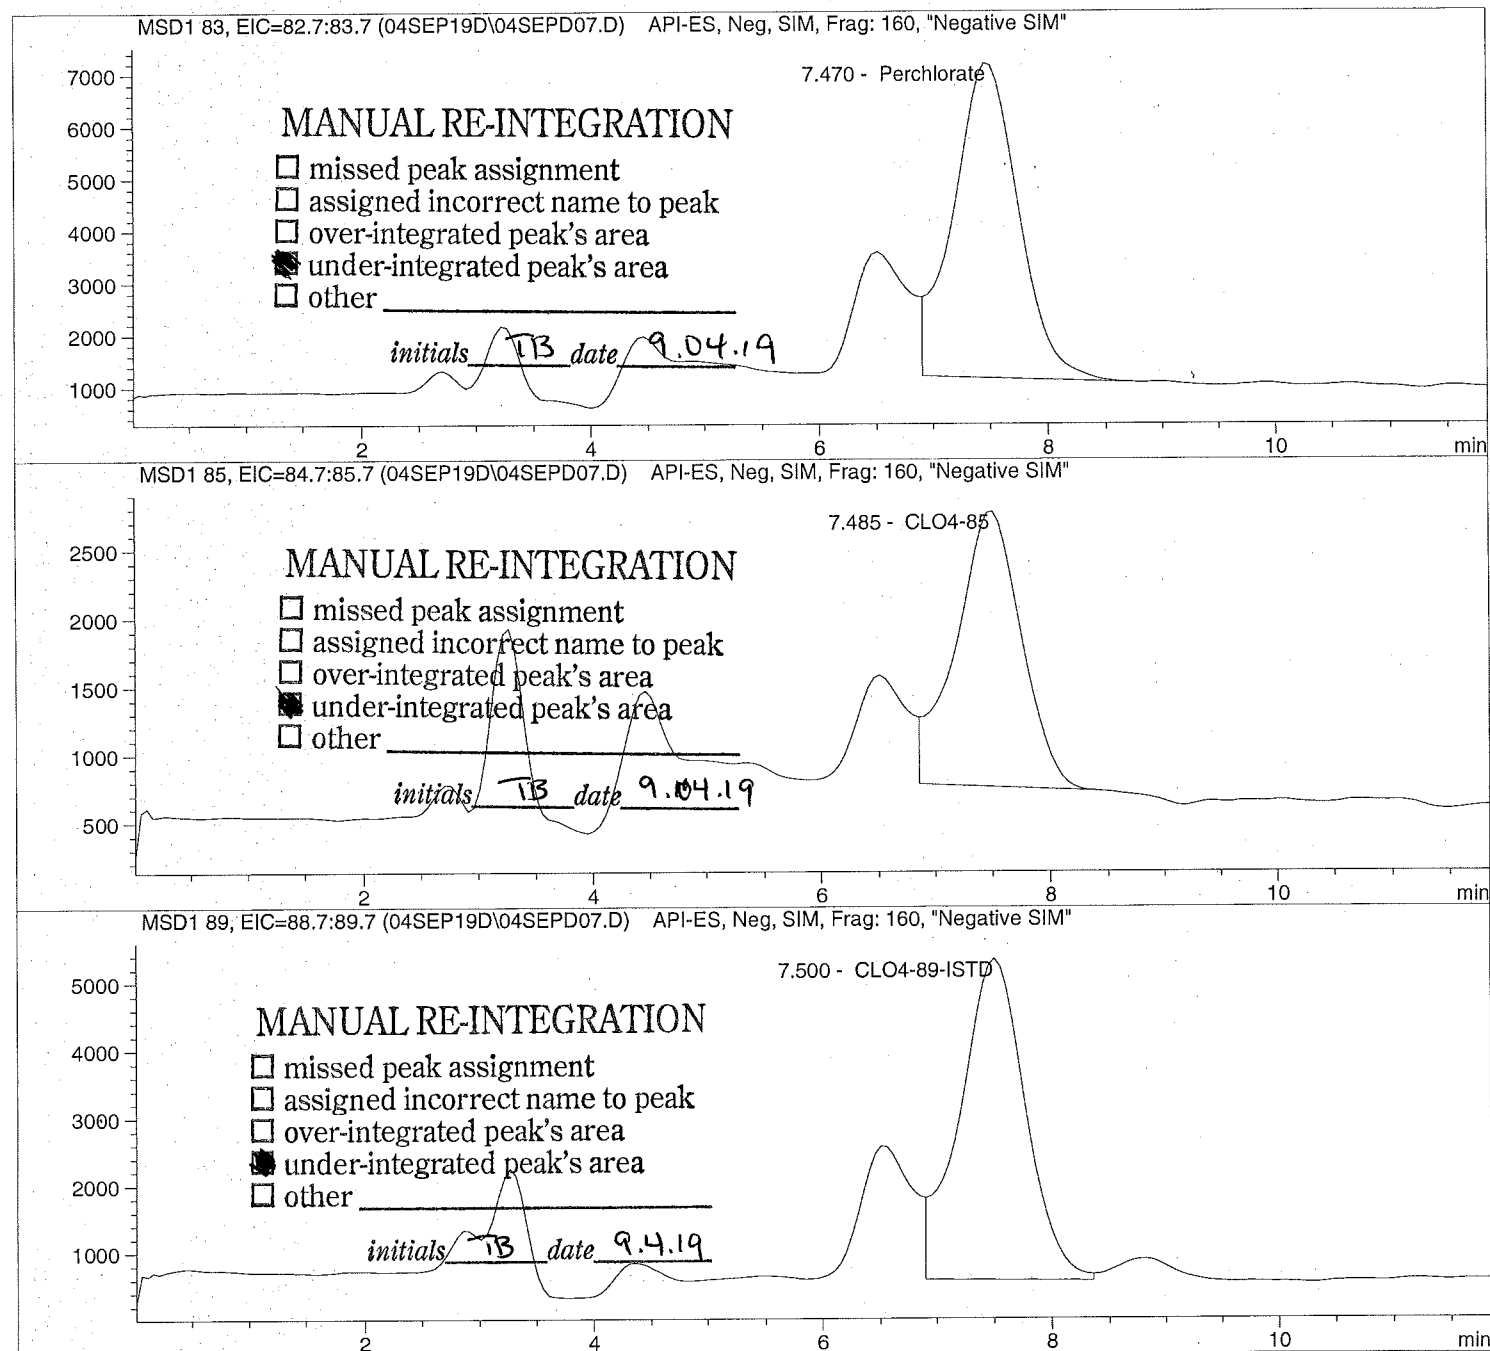 MSD1 83, EIC=82.7:83.7 (04SEP19D\04SEPD07.D) API-ES, Neg, SIM, Frag: 160, "Negative SIM"
7000
7.470 - Perchlorate
MANUAL RE-INTEGRATION
6000
☐ missed peak assignment
5000
☐ assigned incorrect name to peak
4000
☐ over-integrated peak's area
☒ under-integrated peak's area
3000
☐ other
2000
initials TB date 9.04.19
1000
2 4 6 8 10 min
MSD1 85, EIC=84.7:85.7 (04SEP19D\04SEPD07.D) API-ES, Neg, SIM, Frag: 160, "Negative SIM"
7.485 - CLO4-85
2500
MANUAL RE-INTEGRATION
2000
☐ missed peak assignment
☐ assigned incorrect name to peak
☐ over-integrated peak's area
1500
☒ under-integrated peak's area
☐ other
1000
initials TB date 9.04.19
500
2 4 6 8 10 min
MSD1 89, EIC=88.7:89.7 (04SEP19D\04SEPD07.D) API-ES, Neg, SIM, Frag: 160, "Negative SIM"
7.500 - CLO4-89-ISTD
5000
MANUAL RE-INTEGRATION
4000
☐ missed peak assignment
☐ assigned incorrect name to peak
3000
☐ over-integrated peak's area
☒ under-integrated peak's area
2000
☐ other
1000
initials TB date 9.4.19
2 4 6 8 10 min